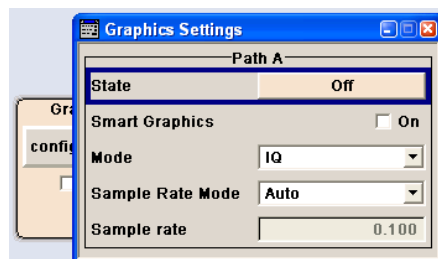 Graphics Settings
Path A
State Off
Smart Graphics On
Mode IQ
Sample Rate Mode Auto
Sample rate 0.100